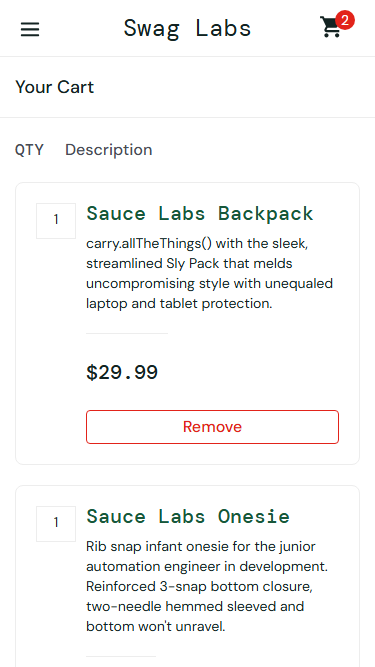 Swag Labs
2
Your Cart
QTY Description
1
Sauce Labs Backpack
carry.allTheThings() with the sleek,
streamlined Sly Pack that melds
uncompromising style with unequaled
laptop and tablet protection.
$29.99
Remove
1
Sauce Labs Onesie
Rib snap infant onesie for the junior
automation engineer in development.
Reinforced 3-snap bottom closure,
two-needle hemmed sleeved and
bottom won't unravel.